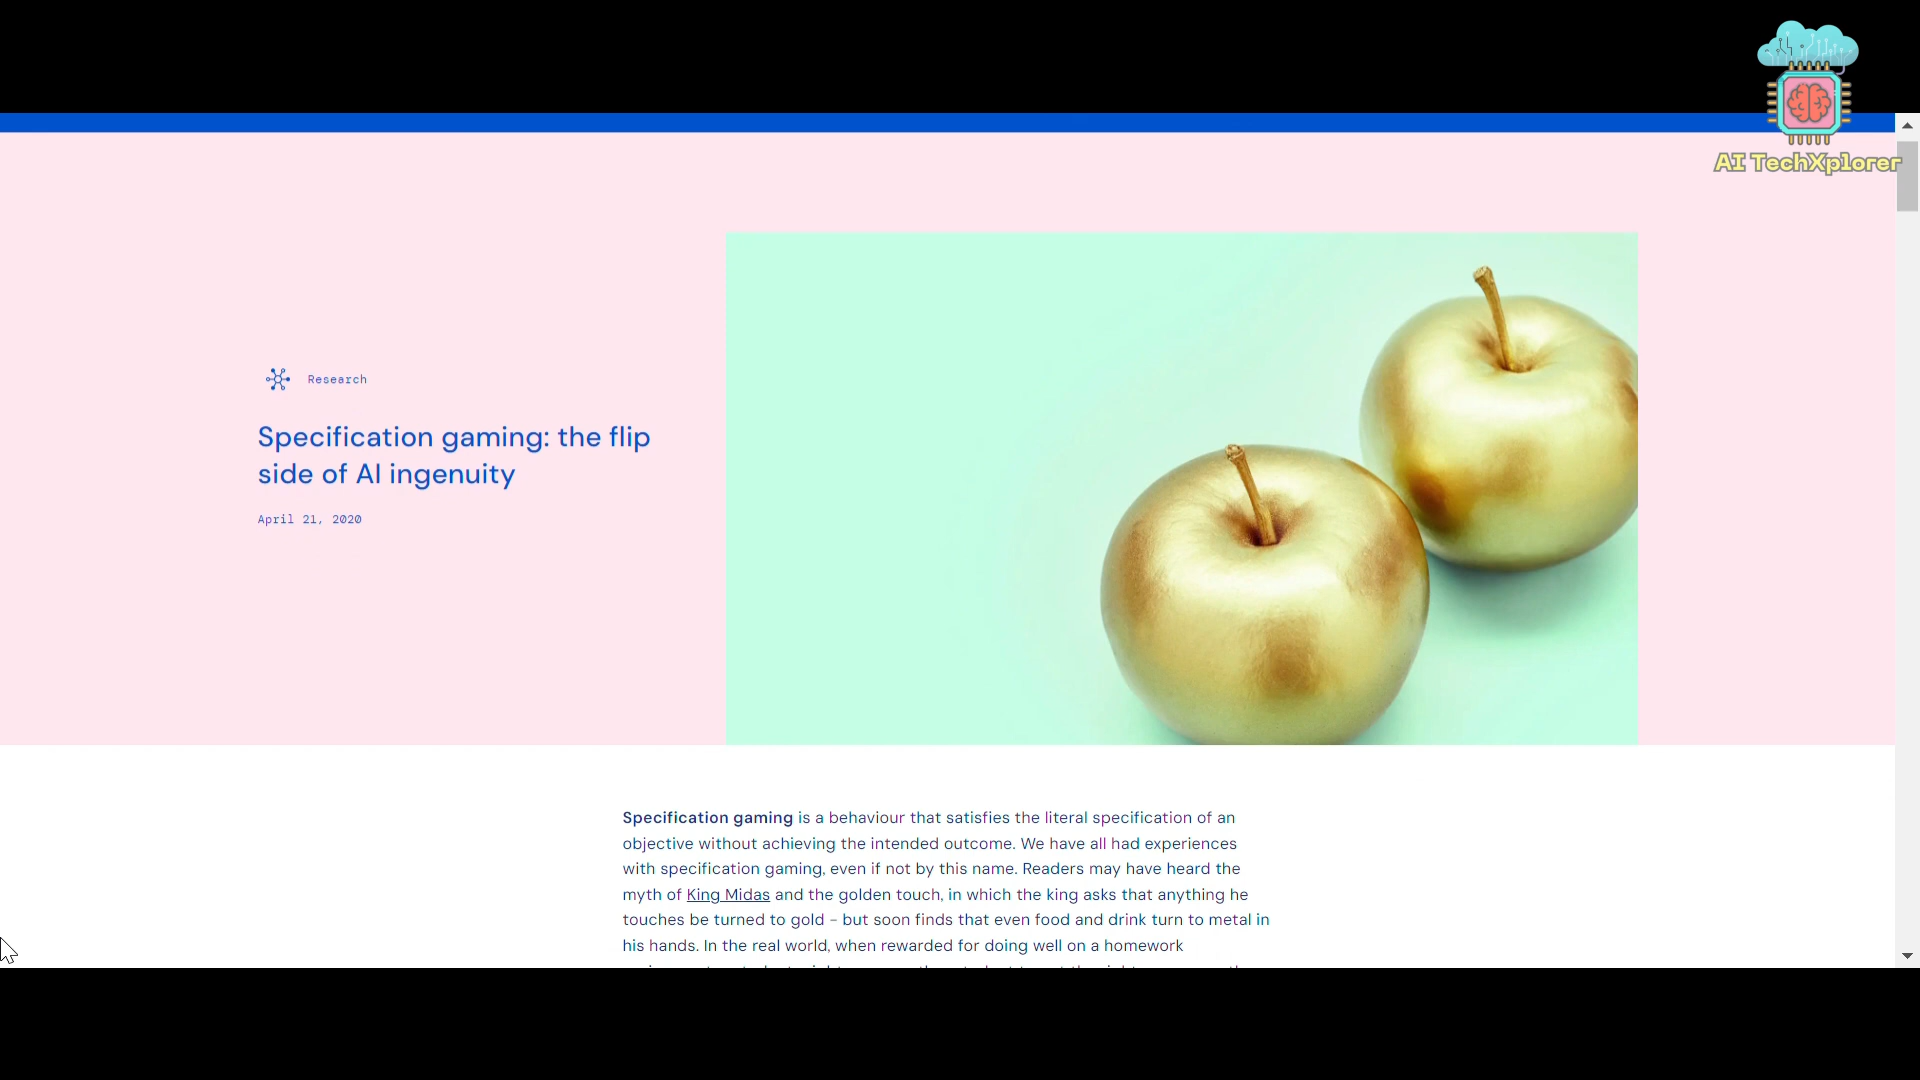 AI TechXplorer
Research
Specification gaming: the flip
side of AI ingenuity
April 21, 2020
Specification gaming is a behaviour that satisfies the literal specification of an
objective without achieving the intended outcome. We have all had experiences
with specification gaming, even if not by this name. Readers may have heard the
myth of King Midas and the golden touch, in which the king asks that anything he
touches be turned to gold - but soon finds that even food and drink turn to metal in
his hands. In the real world, when rewarded for doing well on a homework